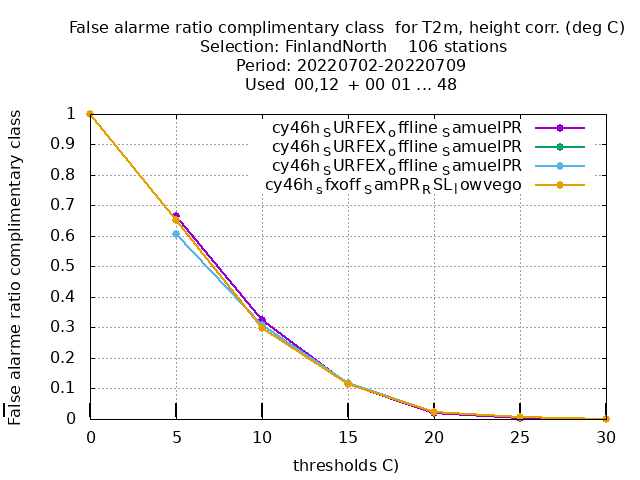 False alarme ratio complimentary class  for T2m, height corr. (deg C)
Selection: FinlandNorth    106 stations
Period: 20220702-20220709
Used  00,12  + 00 01 ... 48
False alarme ratio complimentary class
1
0.9
0.8
0.7
0.6
0.5
0.4
0.3
0.2
0.1
0
cy46h_SURFEX_offline_SamuelPR
cy46h_SURFEX_offline_SamuelPR
cy46h_SURFEX_offline_SamuelPR
cy46h_sfxoff_SamPR_RSL_lowvego
0 5 10 15 20 25 30
thresholds C)